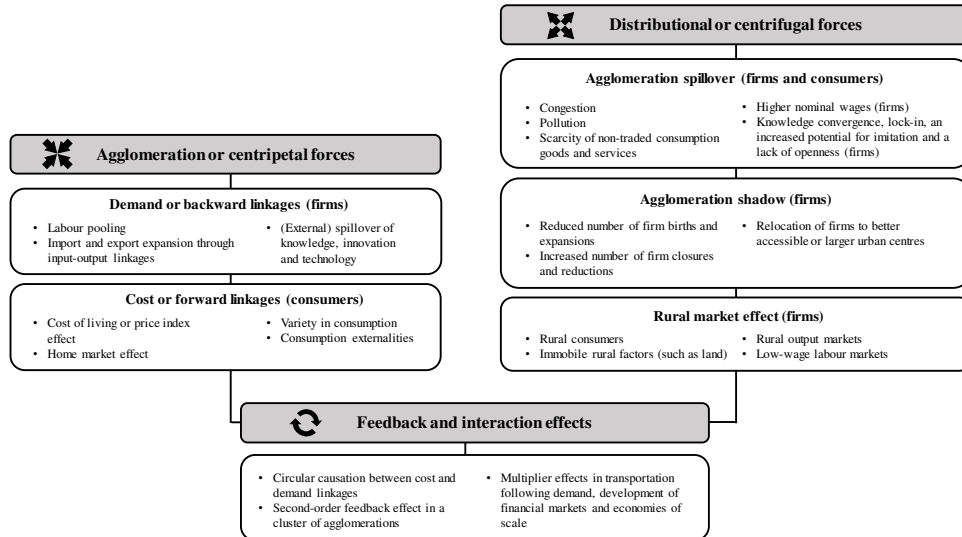 Distributional or centrifugal forces
Agglomeration spillover (firms and consumers)
• Congestion
• Pollution
• Scarcity of non-traded consumption
goods and services
• Higher nominal wages (firms)
• Knowledge convergence, lock-in, an
increased potential for imitation and a
lack of openness (firms)
Agglomeration or centripetal forces
Demand or backward linkages (firms)
• Labour pooling
• Import and export expansion through
input-output linkages
• (External) spillover of
knowledge, innovation
and technology
Agglomeration shadow (firms)
• Reduced number of firm births and
expansions
• Increased number of firm closures
and reductions
• Relocation of firms to better
accessible or larger urban centres
Cost or forward linkages (consumers)
• Cost of living or price index
effect
• Home market effect
• Variety in consumption
• Consumption externalities
Rural market effect (firms)
• Rural consumers
• Immobile rural factors (such as land)
• Rural output markets
• Low-wage labour markets
Feedback and interaction effects
• Circular causation between cost and
demand linkages
• Second-order feedback effect in a
cluster of agglomerations
• Multiplier effects in transportation
following demand, development of
financial markets and economies of
scale